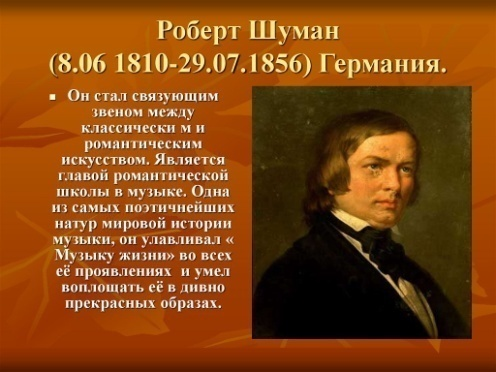 Роберт Шуман
(8.06 1810-29.07.1856) Германия.
Он стал связующим
звеном между
классически м и
романтическим
искусством. Является
главой романтической
школы в музыке. Одна
из самых поэтичнейших
натур мировой истории
музыки, он улавливал «
Музыку жизни» во всех
её проявлениях и умел
воплощать её в дивно
прекрасных образах.